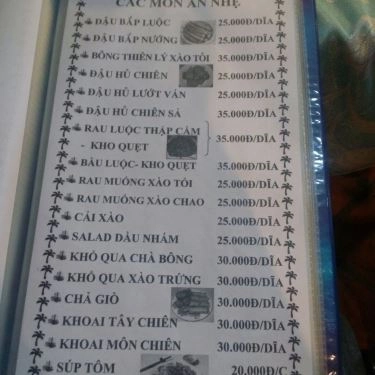 CÁC MÓN ĂN NHẸ
ĐẬU BẮP LUỘC 25.000Đ/DĨA
ĐẬU BẮP NƯỚNG 25.000Đ/DĨA
BÔNG THIÊN LÝ XÀO TỎI 35.000Đ/DĨA
ĐẬU HŨ CHIÊN 25.000Đ/DĨA
ĐẬU HŨ LƯỚT VÁN 25.000Đ/DĨA
ĐẬU HŨ CHIÊN SẢ 25.000Đ/DĨA
RAU LUỘC THẬP CẨM
- KHO QUẸT 35.000Đ/DĨA
BẦU LUỘC- KHO QUẸT 35.000Đ/DĨA
RAU MUỐNG XÀO TỎI 25.000Đ/DĨA
RAU MUỐNG XÀO CHAO 25.000Đ/DĨA
CẢI XÀO 25.000Đ/DĨA
SALAD DẦU NHÁM 25.000Đ/DĨA
KHỔ QUA CHÀ BÔNG 30.000Đ/DĨA
KHỔ QUA XÀO TRỨNG 30.000Đ/DĨA
CHẢ GIÒ 30.000Đ/DĨA
KHOAI TÂY CHIÊN 30.000Đ/DĨA
KHOAI MÔN CHIÊN 30.000Đ/DĨA
SÚP TÔM 20.000Đ/C